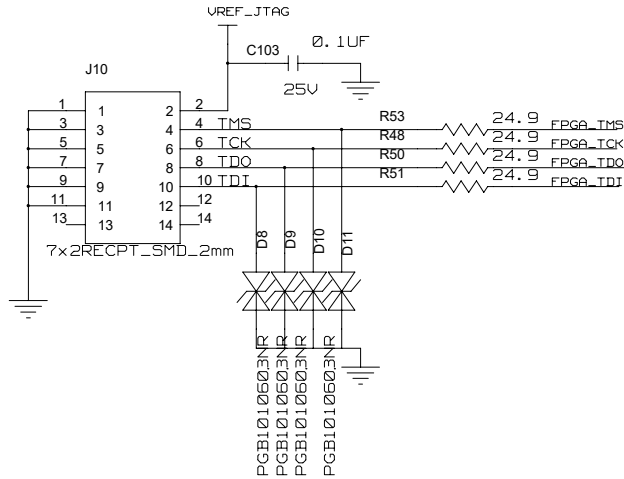 VREF_JTAG
C103
0.1UF
25V
J10
1 1 2 2
3 3 4 4 TMS R53 24.9 FPGA_TMS
5 5 6 6 TCK R48 24.9 FPGA_TCK
7 7 8 8 TDO R50 24.9 FPGA_TDO
9 9 10 10 TDI R51 24.9 FPGA_TDI
11 11 12 12
13 13 14 14
7x2RECPT_SMD_2mm
D8
D9
D10
D11
PGB1010603NR
PGB1010603NR
PGB1010603NR
PGB1010603NR